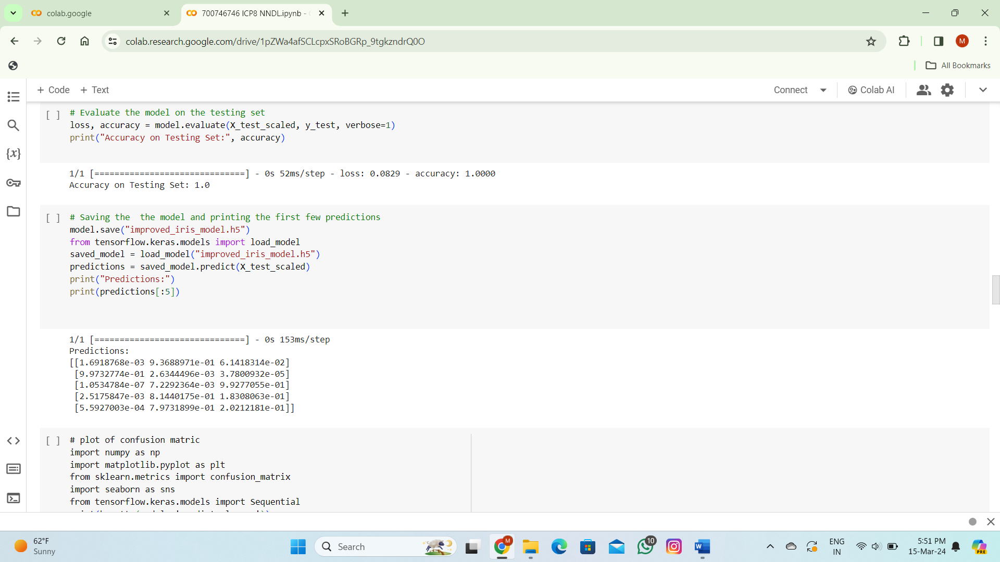 colab.google
700746746 ICP8 NNDL.ipynb -
colab.research.google.com/drive/1pZWa4afSCLcpxSRoBGRp_9tgkzndrQ0O
M
All Bookmarks
+ Code + Text
Connect
Colab AI
[ ] # Evaluate the model on the testing set
loss, accuracy = model.evaluate(X_test_scaled, y_test, verbose=1)
print("Accuracy on Testing Set:", accuracy)
1/1 [==============================] - 0s 52ms/step - loss: 0.0829 - accuracy: 1.0000
Accuracy on Testing Set: 1.0
[ ] # Saving the  the model and printing the first few predictions
model.save("improved_iris_model.h5")
from tensorflow.keras.models import load_model
saved_model = load_model("improved_iris_model.h5")
predictions = saved_model.predict(X_test_scaled)
print("Predictions:")
print(predictions[:5])
1/1 [==============================] - 0s 153ms/step
Predictions:
[[1.6918768e-03 9.3688971e-01 6.1418314e-02]
[9.9732774e-01 2.6344496e-03 3.7800932e-05]
[1.0534784e-07 7.2292364e-03 9.9277055e-01]
[2.5175847e-03 8.1440175e-01 1.8308063e-01]
[5.5927003e-04 7.9731899e-01 2.0212181e-01]]
[ ] # plot of confusion matric
import numpy as np
import matplotlib.pyplot as plt
from sklearn.metrics import confusion_matrix
import seaborn as sns
from tensorflow.keras.models import Sequential
62°F
Sunny
Search
M
10
W
ENG
IN
5:51 PM
15-Mar-24
PRE